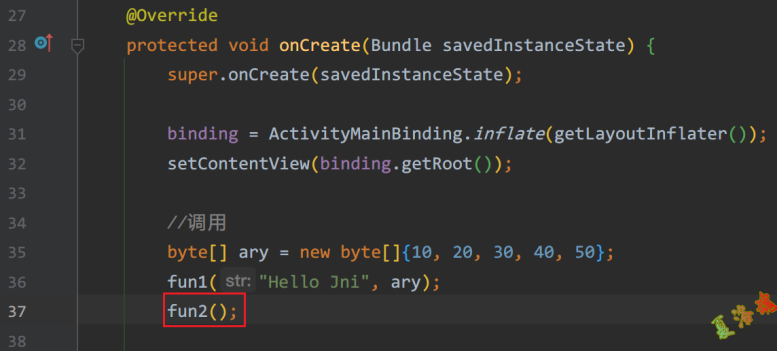 27 @Override
28 protected void onCreate(Bundle savedInstanceState) {
29 super.onCreate(savedInstanceState);
30
31 binding = ActivityMainBinding.inflate(getLayoutInflater());
32 setContentView(binding.getRoot());
33
34 //调用
35 byte[] ary = new byte[]{10, 20, 30, 40, 50};
36 fun1( str: "Hello Jni", ary);
37 fun2();
38